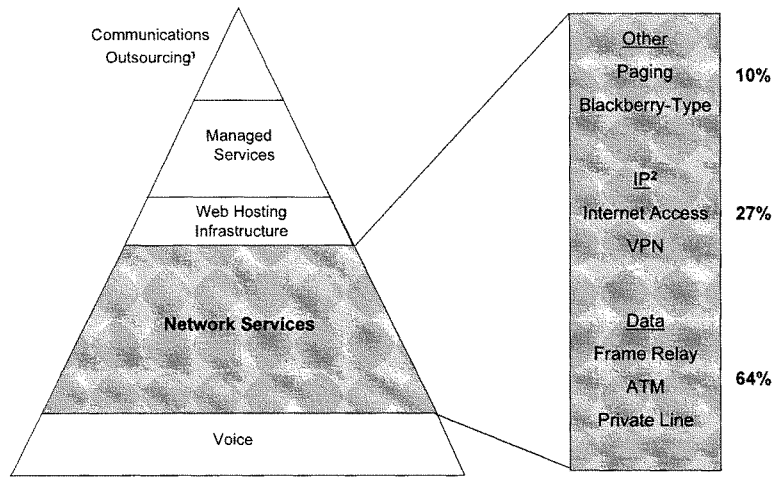 Communications
Outsourcing¹
Managed
Services
Web Hosting
Infrastructure
Network Services
Voice
Other
Paging
Blackberry-Type
10%
IP²
Internet Access
VPN
27%
Data
Frame Relay
ATM
Private Line
64%